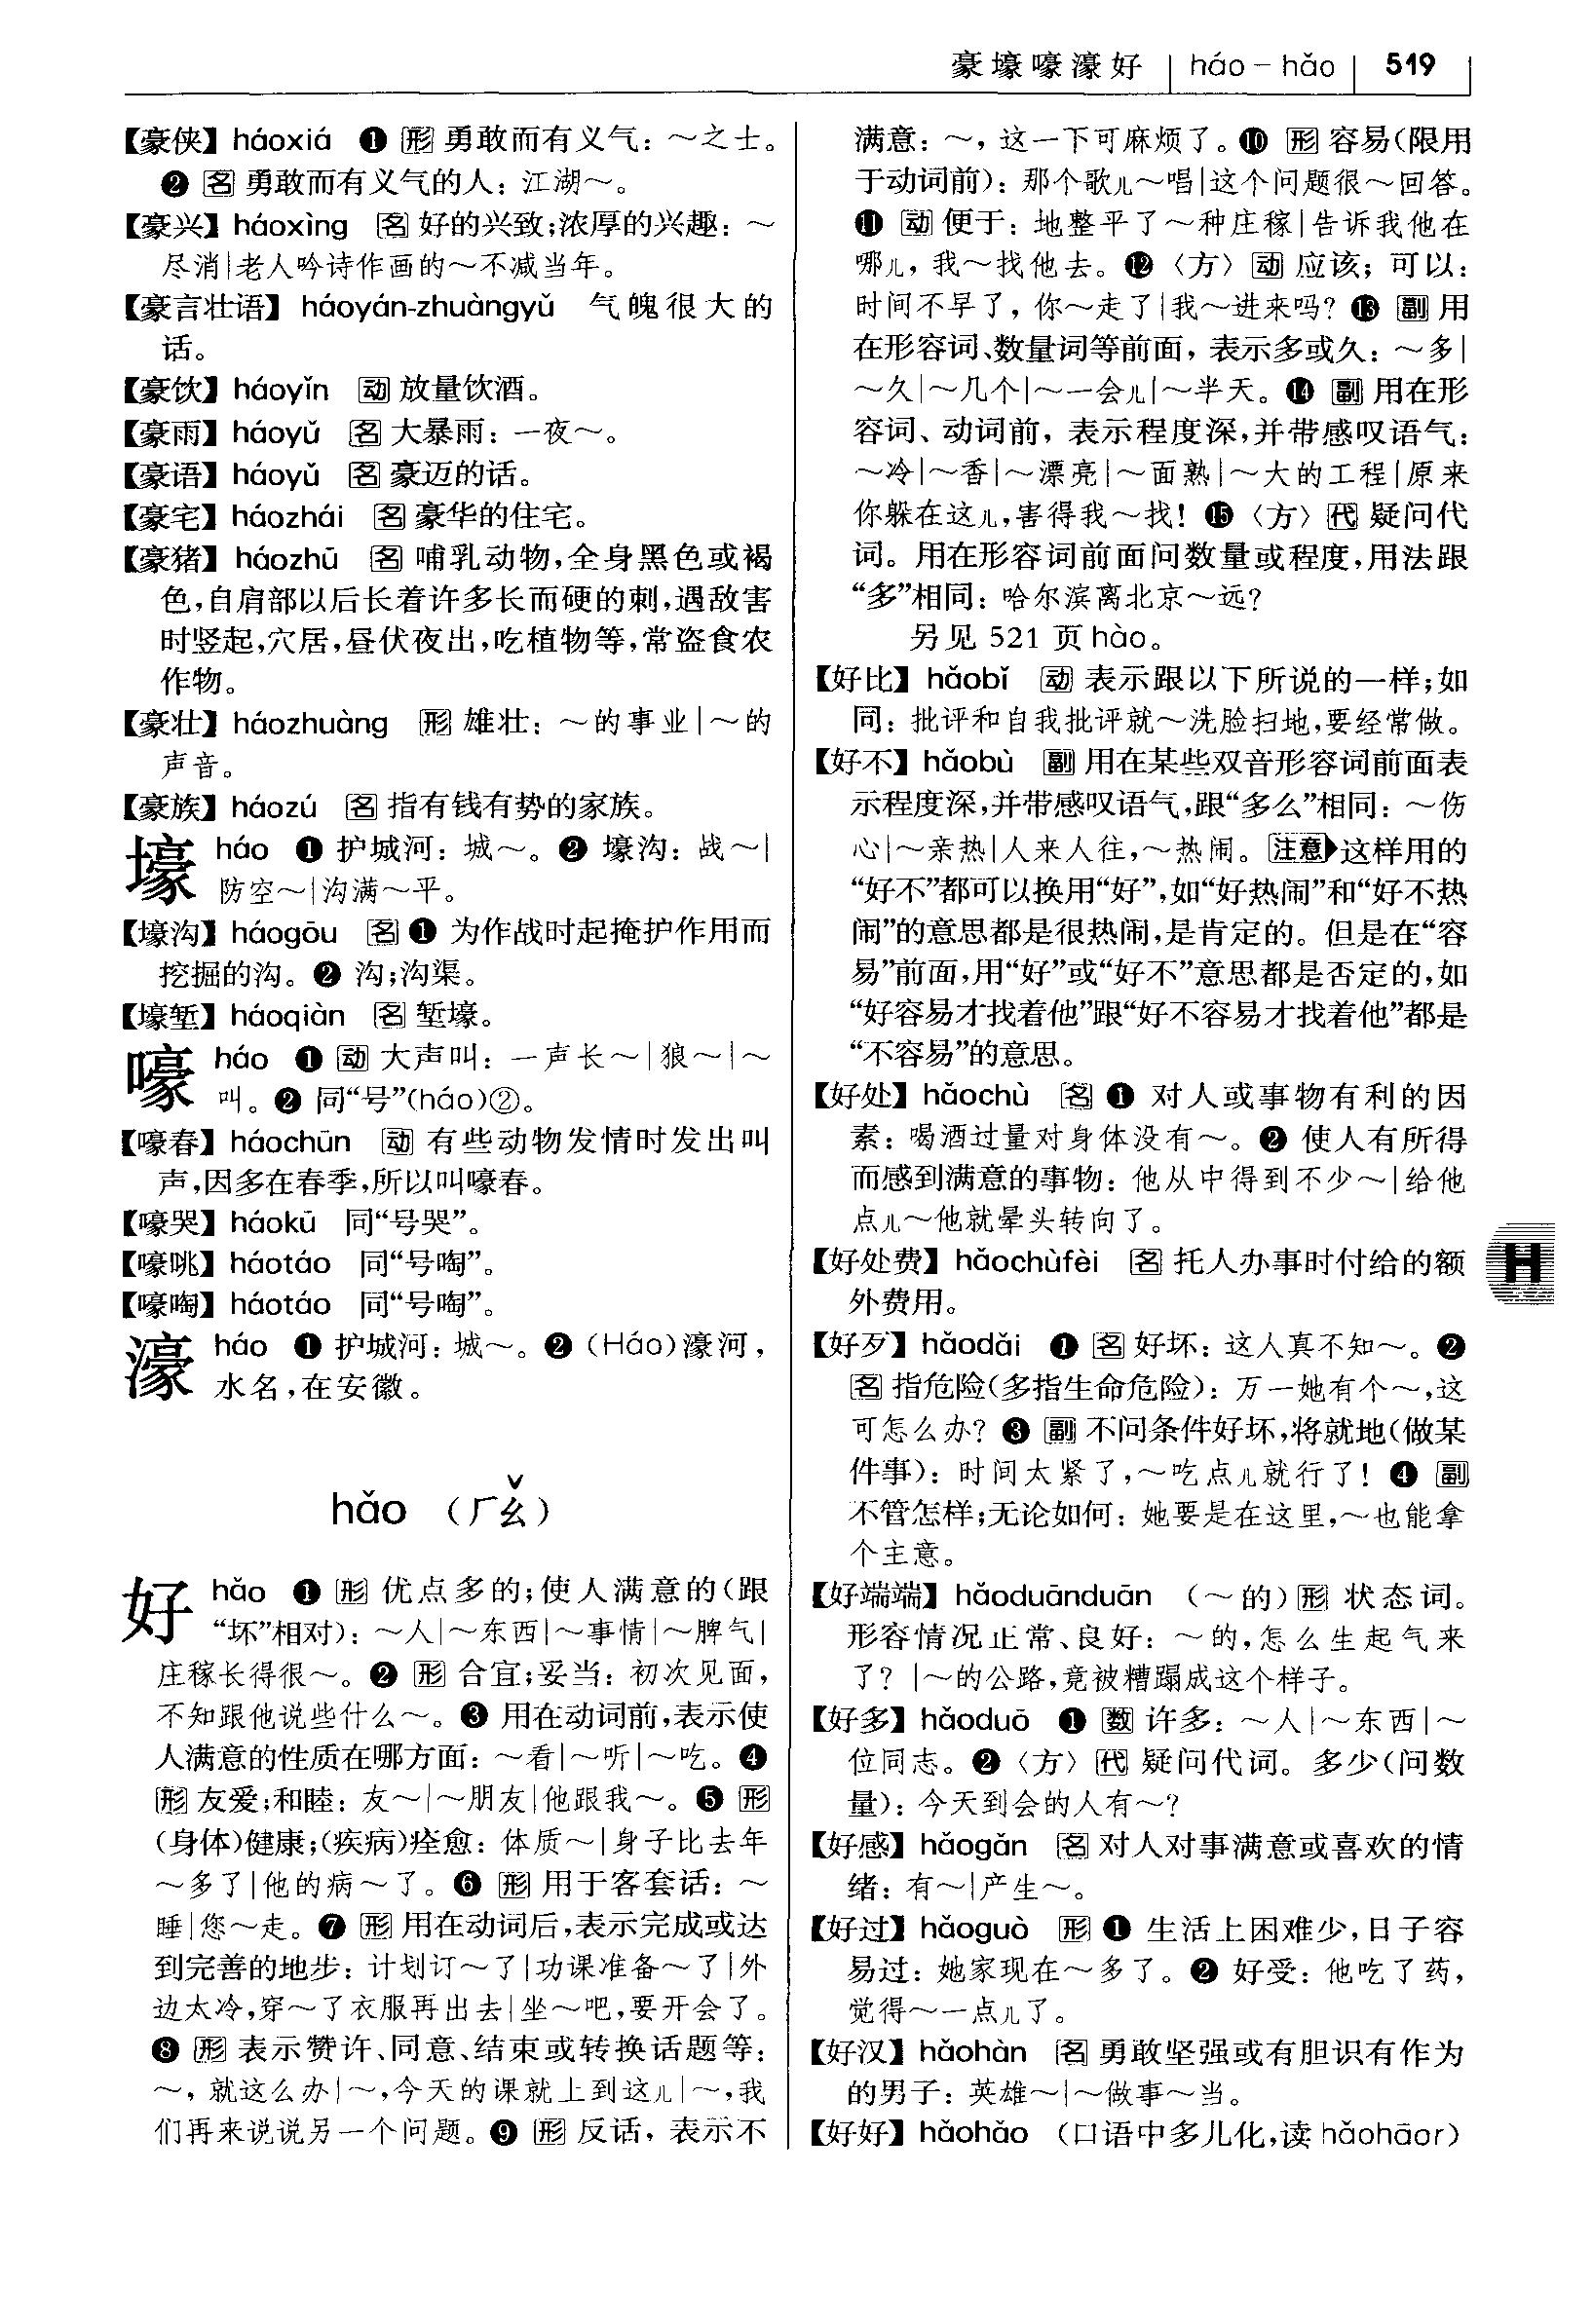 豪壕嚎濠好 | háo－hǎo | 519
【豪侠】háoxiá ❶ 形 勇敢而有义气：～之士。
❷ 名 勇敢而有义气的人：江湖～。
【豪兴】háoxìng 名 好的兴致；浓厚的兴趣：～
尽消|老人吟诗作画的～不减当年。
【豪言壮语】háoyán-zhuàngyǔ 气魄很大的
话。
【豪饮】háoyǐn 动 放量饮酒。
【豪雨】háoyǔ 名 大暴雨：一夜～。
【豪语】háoyǔ 名 豪迈的话。
【豪宅】háozhái 名 豪华的住宅。
【豪猪】háozhū 名 哺乳动物，全身黑色或褐
色，自肩部以后长着许多长而硬的刺，遇敌害
时竖起，穴居，昼伏夜出，吃植物等，常盗食农
作物。
【豪壮】háozhuàng 形 雄壮：～的事业|～的
声音。
【豪族】háozú 名 指有钱有势的家族。
壕 háo ❶ 护城河：城～。❷ 壕沟：战～|
防空～|沟满～平。
【壕沟】háogōu 名 ❶ 为作战时起掩护作用而
挖掘的沟。❷ 沟；沟渠。
【壕堑】háoqiàn 名 堑壕。
嚎 háo ❶ 动 大声叫：一声长～|狼～|～
叫。❷ 同“号”(háo)②。
【嚎春】háochūn 动 有些动物发情时发出叫
声，因多在春季，所以叫嚎春。
【嚎哭】háokū 同“号哭”。
【嚎咷】háotáo 同“号啕”。
【嚎啕】háotáo 同“号啕”。
濠 háo ❶ 护城河：城～。❷ (Háo)濠河，
水名，在安徽。
hǎo （ㄏㄠˇ）
好 hǎo ❶ 形 优点多的；使人满意的（跟
“坏”相对）：～人|～东西|～事情|～脾气|
庄稼长得很～。❷ 形 合宜；妥当：初次见面，
不知跟他说些什么～。❸ 用在动词前，表示使
人满意的性质在哪方面：～看|～听|～吃。❹
形 友爱；和睦：友～|～朋友|他跟我～。❺ 形
（身体）健康；（疾病）痊愈：体质～|身子比去年
～多了|他的病～了。❻ 形 用于客套话：～
睡|您～走。❼ 形 用在动词后，表示完成或达
到完善的地步：计划订～了|功课准备～了|外
边太冷，穿～了衣服再出去|坐～吧，要开会了。
❽ 形 表示赞许、同意、结束或转换话题等：
～，就这么办|～，今天的课就上到这儿|～，我
们再来说说另一个问题。❾ 形 反话，表示不
满意：～，这一下可麻烦了。❿ 形 容易（限用
于动词前）：那个歌儿～唱|这个问题很～回答。
⓫ 动 便于：地整平了～种庄稼|告诉我他在
哪儿，我～找他去。⓬〈方〉动 应该；可以：
时间不早了，你～走了|我～进来吗？⓭ 副 用
在形容词、数量词等前面，表示多或久：～多|
～久|～几个|～一会儿|～半天。⓮ 副 用在形
容词、动词前，表示程度深，并带感叹语气：
～冷|～香|～漂亮|～面熟|～大的工程|原来
你躲在这儿，害得我～找！⓯〈方〉代 疑问代
词。用在形容词前面问数量或程度，用法跟
“多”相同：哈尔滨离北京～远？
另见 521 页 hào。
【好比】hǎobǐ 动 表示跟以下所说的一样；如
同：批评和自我批评就～洗脸扫地，要经常做。
【好不】hǎobù 副 用在某些双音形容词前面表
示程度深，并带感叹语气，跟“多么”相同：～伤
心|～亲热|人来人往，～热闹。注意 这样用的
“好不”都可以换用“好”，如“好热闹”和“好不热
闹”的意思都是很热闹，是肯定的。但是在“容
易”前面，用“好”或“好不”意思都是否定的，如
“好容易才找着他”跟“好不容易才找着他”都是
“不容易”的意思。
【好处】hǎochù 名 ❶ 对人或事物有利的因
素：喝酒过量对身体没有～。❷ 使人有所得
而感到满意的事物：他从中得到不少～|给他
点儿～他就晕头转向了。
【好处费】hǎochùfèi 名 托人办事时付给的额
外费用。
H
【好歹】hǎodǎi ❶ 名 好坏：这人真不知～。❷
名 指危险（多指生命危险）：万一她有个～，这
可怎么办？❸ 副 不问条件好坏，将就地（做某
件事）：时间太紧了，～吃点儿就行了！❹ 副
不管怎样；无论如何：她要是在这里，～也能拿
个主意。
【好端端】hǎoduānduān （～的）形 状态词。
形容情况正常、良好：～的，怎么生起气来
了？|～的公路，竟被糟蹋成这个样子。
【好多】hǎoduō ❶ 数 许多：～人|～东西|～
位同志。❷〈方〉代 疑问代词。多少（问数
量）：今天到会的人有～？
【好感】hǎogǎn 名 对人对事满意或喜欢的情
绪：有～|产生～。
【好过】hǎoguò 形 ❶ 生活上困难少，日子容
易过：她家现在～多了。❷ 好受：他吃了药，
觉得～一点儿了。
【好汉】hǎohàn 名 勇敢坚强或有胆识有作为
的男子：英雄～|～做事～当。
【好好】hǎohǎo （口语中多儿化，读 hǎohāor）